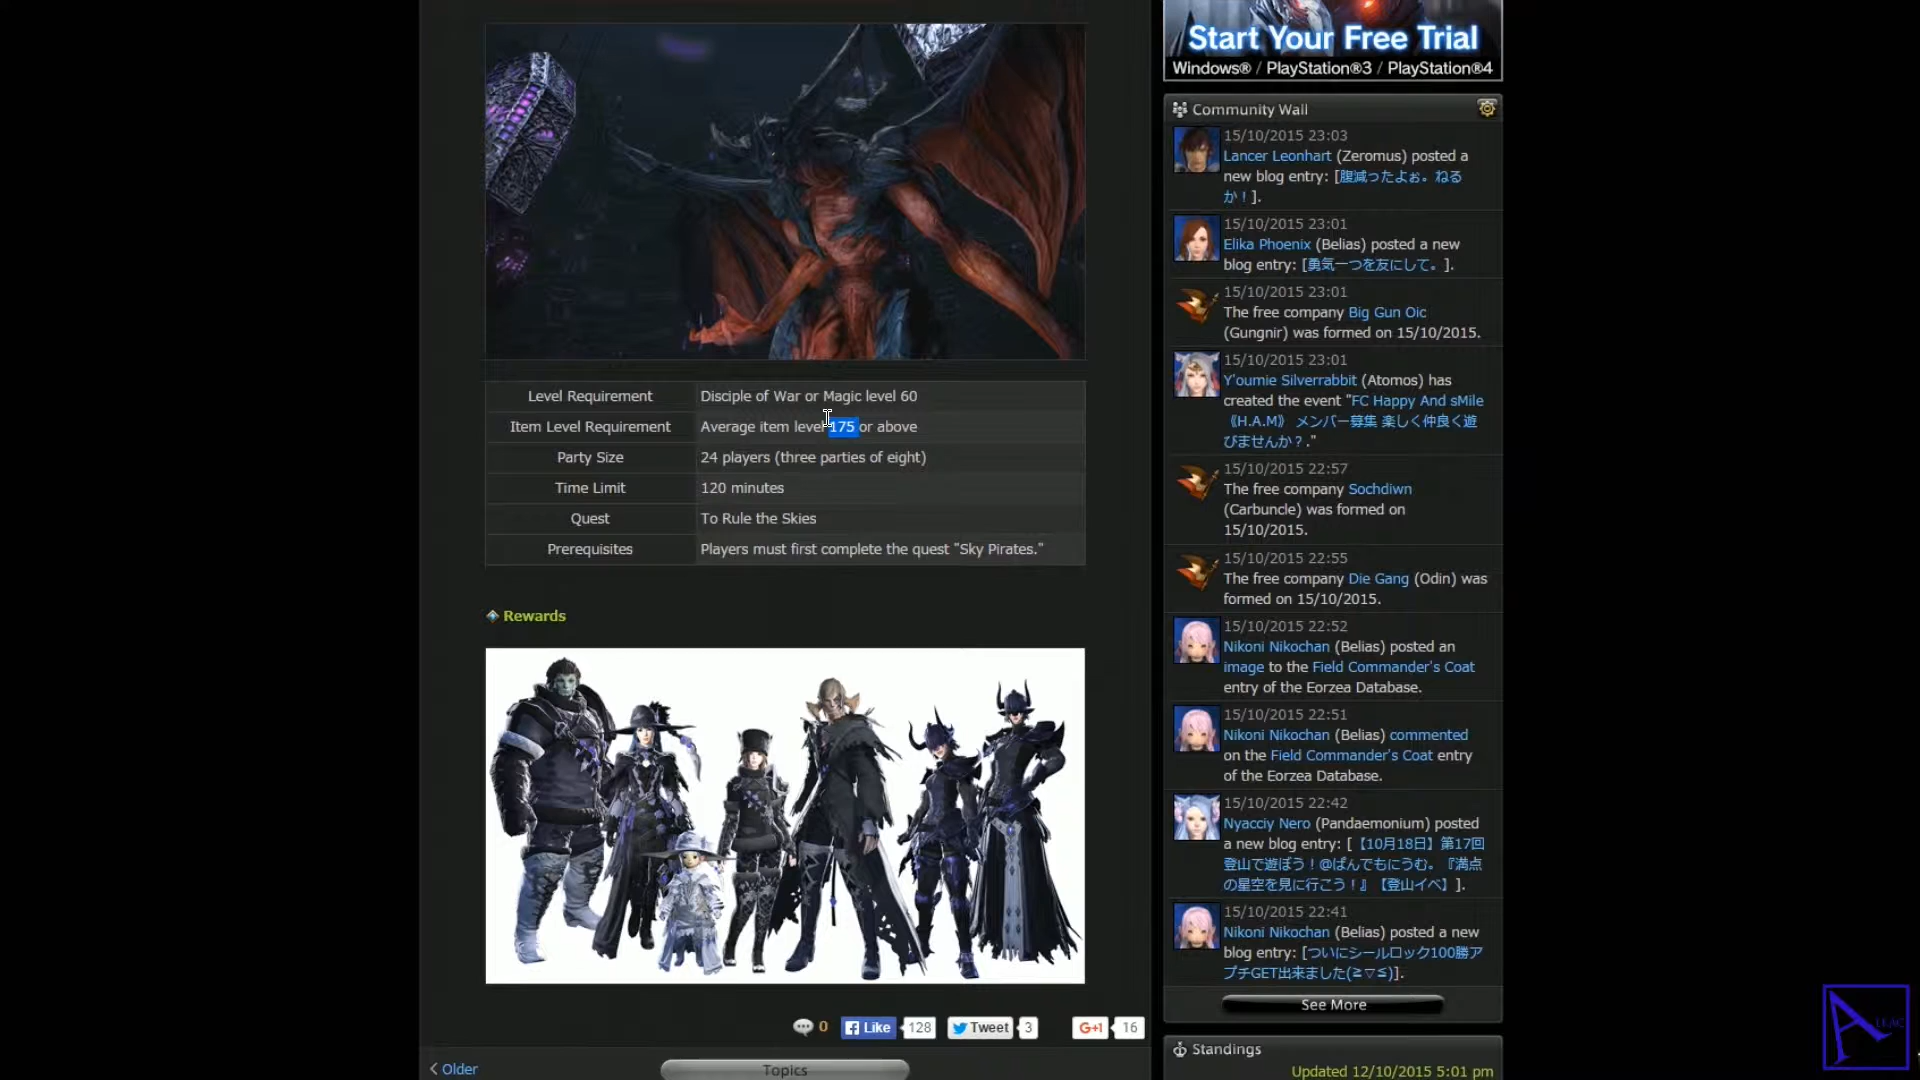 Start Your Free Trial
Windows® / PlayStation®3 / PlayStation®4
Level Requirement Disciple of War or Magic level 60
Item Level Requirement Average item level 175 or above
Party Size 24 players (three parties of eight)
Time Limit 120 minutes
Quest To Rule the Skies
Prerequisites Players must first complete the quest "Sky Pirates."
Rewards
0 Like 128 Tweet 3 G+1 16
Older Topics
Community Wall
15/10/2015 23:03
Lancer Leonhart (Zeromus) posted a
new blog entry: [腹減ったよぉ。ねる
か！].
15/10/2015 23:01
Elika Phoenix (Belias) posted a new
blog entry: [勇気一つを友にして。].
15/10/2015 23:01
The free company Big Gun Oic
(Gungnir) was formed on 15/10/2015.
15/10/2015 23:01
Y'oumie Silverrabbit (Atomos) has
created the event "FC Happy And sMile
《H.A.M》 メンバー募集 楽しく仲良く遊
びませんか？."
15/10/2015 22:57
The free company Sochdiwn
(Carbuncle) was formed on
15/10/2015.
15/10/2015 22:55
The free company Die Gang (Odin) was
formed on 15/10/2015.
15/10/2015 22:52
Nikoni Nikochan (Belias) posted an
image to the Field Commander's Coat
entry of the Eorzea Database.
15/10/2015 22:51
Nikoni Nikochan (Belias) commented
on the Field Commander's Coat entry
of the Eorzea Database.
15/10/2015 22:42
Nyacciy Nero (Pandaemonium) posted
a new blog entry: [【10月18日】第17回
登山で遊ぼう！@ぱんでもにうむ。『満点
の星空を見に行こう！』【登山イベ】].
15/10/2015 22:41
Nikoni Nikochan (Belias) posted a new
blog entry: [ついにシールロック100勝ア
プチGET出来ました(≧▽≦)].
See More
Standings
Updated 12/10/2015 5:01 pm